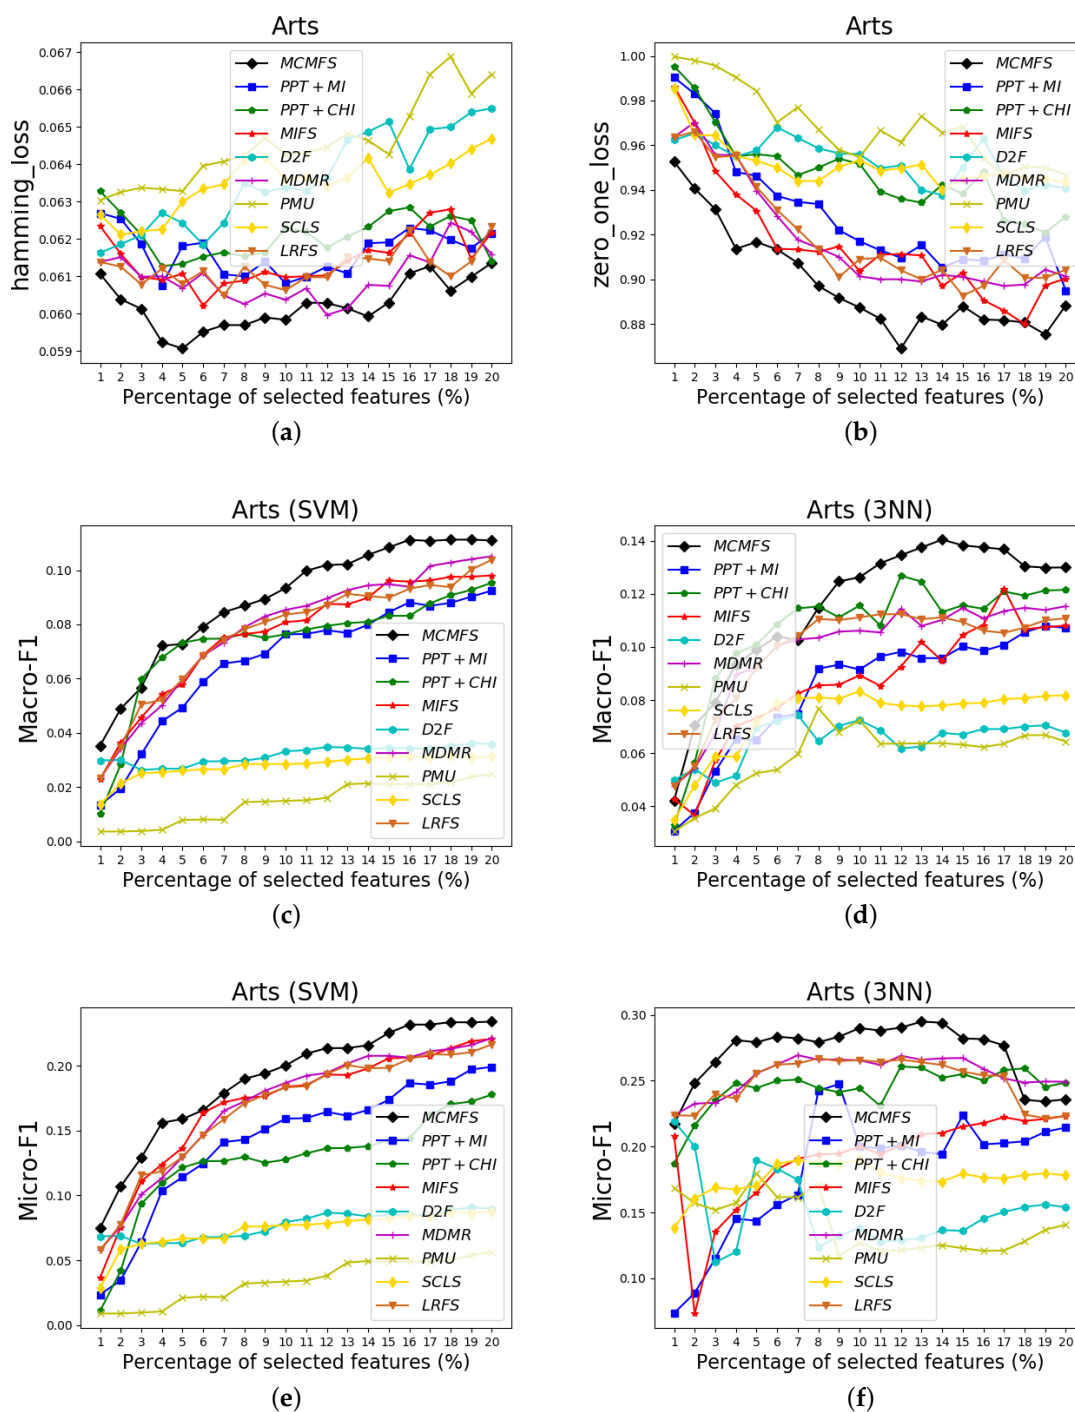 Arts
hamming_loss
0.067
0.066
0.065
0.064
0.063
0.062
0.061
0.060
0.059
MCMFS
PPT + MI
PPT + CHI
MIFS
D2F
MDMR
PMU
SCLS
LRFS
1 2 3 4 5 6 7 8 9 10 11 12 13 14 15 16 17 18 19 20
Percentage of selected features (%)
(a)
Arts
zero_one_loss
1.00
0.98
0.96
0.94
0.92
0.90
0.88
MCMFS
PPT + MI
PPT + CHI
MIFS
D2F
MDMR
PMU
SCLS
LRFS
1 2 3 4 5 6 7 8 9 10 11 12 13 14 15 16 17 18 19 20
Percentage of selected features (%)
(b)
Arts (SVM)
Macro-F1
0.10
0.08
0.06
0.04
0.02
0.00
MCMFS
PPT + MI
PPT + CHI
MIFS
D2F
MDMR
PMU
SCLS
LRFS
1 2 3 4 5 6 7 8 9 10 11 12 13 14 15 16 17 18 19 20
Percentage of selected features (%)
(c)
Arts (3NN)
Macro-F1
0.14
0.12
0.10
0.08
0.06
0.04
MCMFS
PPT + MI
PPT + CHI
MIFS
D2F
MDMR
PMU
SCLS
LRFS
1 2 3 4 5 6 7 8 9 10 11 12 13 14 15 16 17 18 19 20
Percentage of selected features (%)
(d)
Arts (SVM)
Micro-F1
0.20
0.15
0.10
0.05
0.00
MCMFS
PPT + MI
PPT + CHI
MIFS
D2F
MDMR
PMU
SCLS
LRFS
1 2 3 4 5 6 7 8 9 10 11 12 13 14 15 16 17 18 19 20
Percentage of selected features (%)
(e)
Arts (3NN)
Micro-F1
0.30
0.25
0.20
0.15
0.10
MCMFS
PPT + MI
PPT + CHI
MIFS
D2F
MDMR
PMU
SCLS
LRFS
1 2 3 4 5 6 7 8 9 10 11 12 13 14 15 16 17 18 19 20
Percentage of selected features (%)
(f)